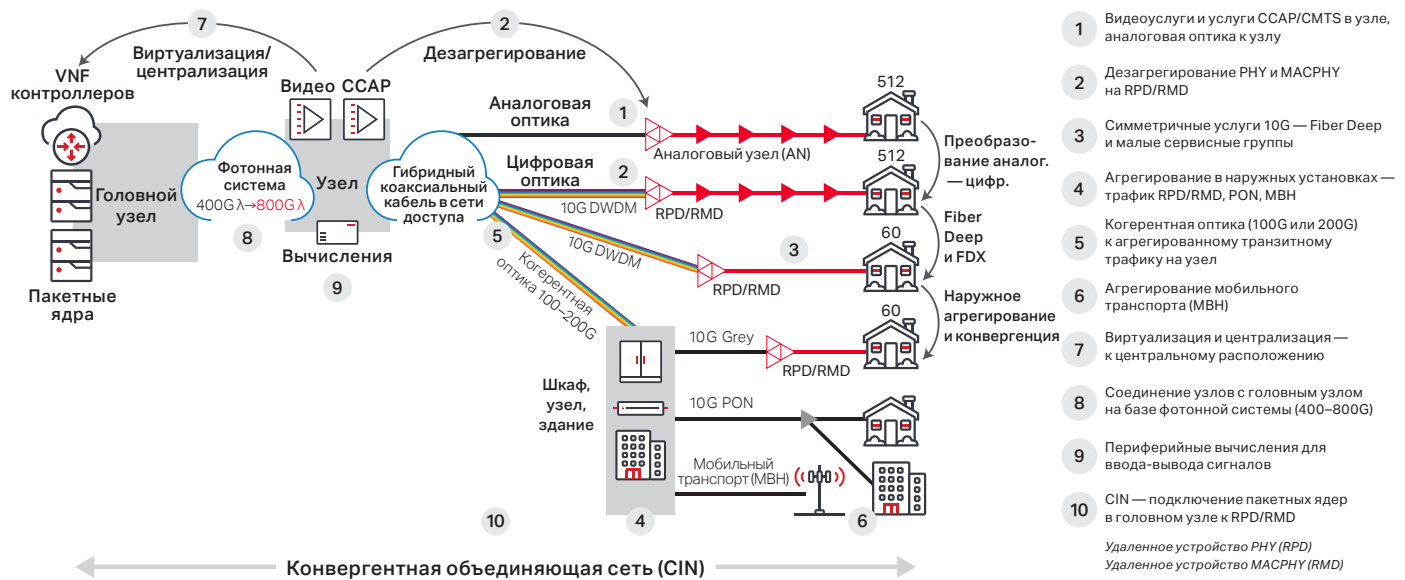 7
Виртуализация/
централизация
2
Дезагрегирование
VNF
контроллеров
Видео
CCAP
Головной
узел
Пакетные
ядра
Фотонная
система
400G λ→800G λ
8
Узел
Вычисления
9
Гибридный
коаксиальный
кабель в сети
доступа
Аналоговая
оптика
1
Аналоговый узел (AN)
512
Цифровая
оптика
2
10G DWDM
RPD/RMD
512
Преобразо-
вание аналог.
— цифр.
5
10G DWDM
RPD/RMD
3
60
Fiber
Deep
и FDX
Когерентная
оптика 100–200G
10G Grey
RPD/RMD
60
Наружное
агрегирование
и конвергенция
Шкаф,
узел,
здание
10G PON
Мобильный
транспорт (MBH)
10
4
6
Конвергентная объединяющая сеть (CIN)
1
Видеоуслуги и услуги CCAP/CMTS в узле,
аналоговая оптика к узлу
2
Дезагрегирование PHY и MACPHY
на RPD/RMD
3
Симметричные услуги 10G — Fiber Deep
и малые сервисные группы
4
Агрегирование в наружных установках —
трафик RPD/RMD, PON, MBH
5
Когерентная оптика (100G или 200G)
к агрегированному транзитному
трафику на узел
6
Агрегирование мобильного
транспорта (MBH)
7
Виртуализация и централизация —
к центральному расположению
8
Соединение узлов с головным узлом
на базе фотонной системы (400–800G)
9
Периферийные вычисления для
ввода-вывода сигналов
10
CIN — подключение пакетных ядер
в головном узле к RPD/RMD
Удаленное устройство PHY (RPD)
Удаленное устройство MACPHY (RMD)